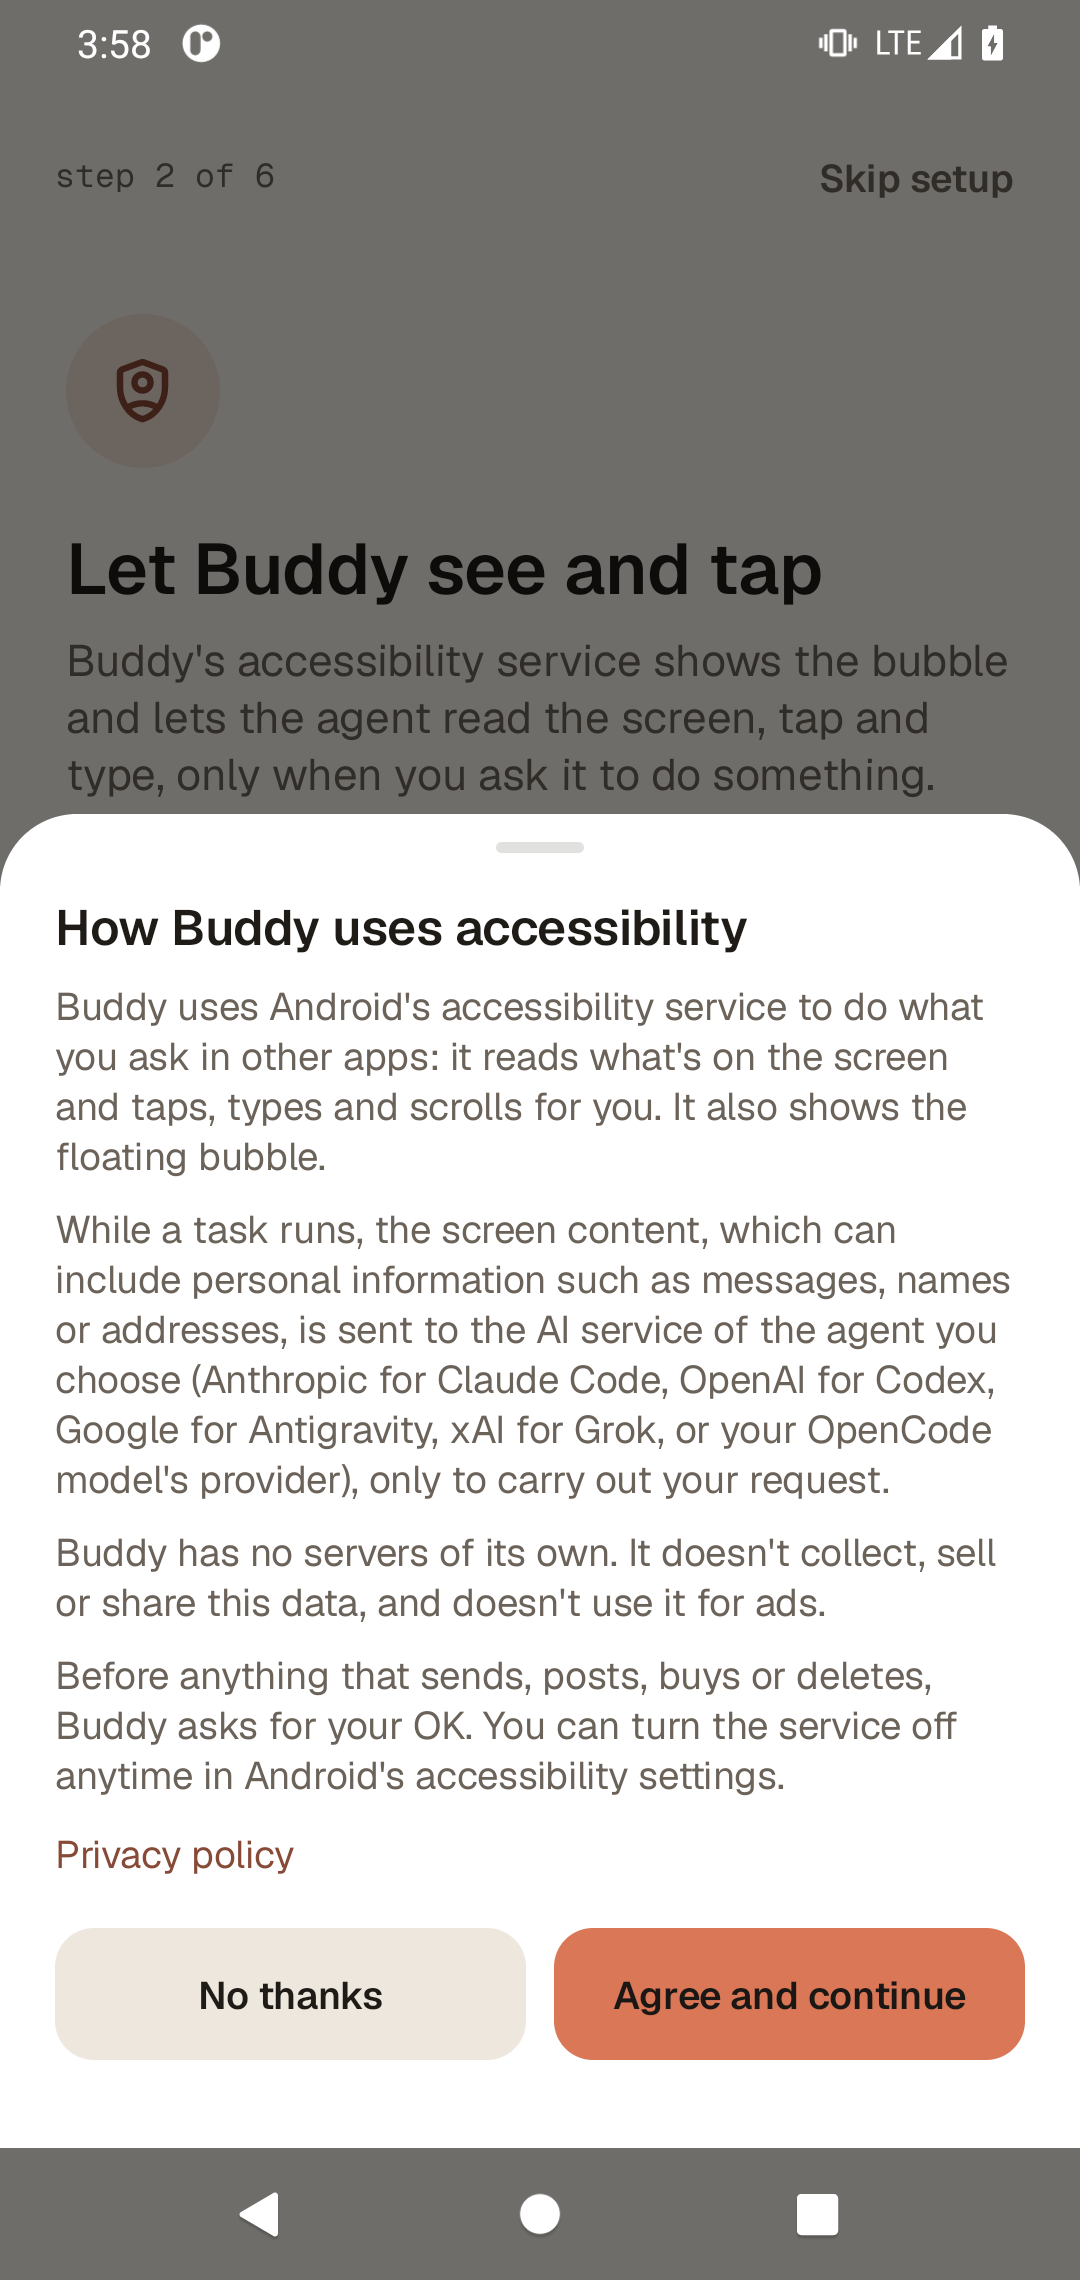 3:58
LTE
step 2 of 6
Skip setup
Let Buddy see and tap
Buddy's accessibility service shows the bubble
and lets the agent read the screen, tap and
type, only when you ask it to do something.
How Buddy uses accessibility
Buddy uses Android's accessibility service to do what
you ask in other apps: it reads what's on the screen
and taps, types and scrolls for you. It also shows the
floating bubble.
While a task runs, the screen content, which can
include personal information such as messages, names
or addresses, is sent to the AI service of the agent you
choose (Anthropic for Claude Code, OpenAI for Codex,
Google for Antigravity, xAI for Grok, or your OpenCode
model's provider), only to carry out your request.
Buddy has no servers of its own. It doesn't collect, sell
or share this data, and doesn't use it for ads.
Before anything that sends, posts, buys or deletes,
Buddy asks for your OK. You can turn the service off
anytime in Android's accessibility settings.
Privacy policy
No thanks
Agree and continue